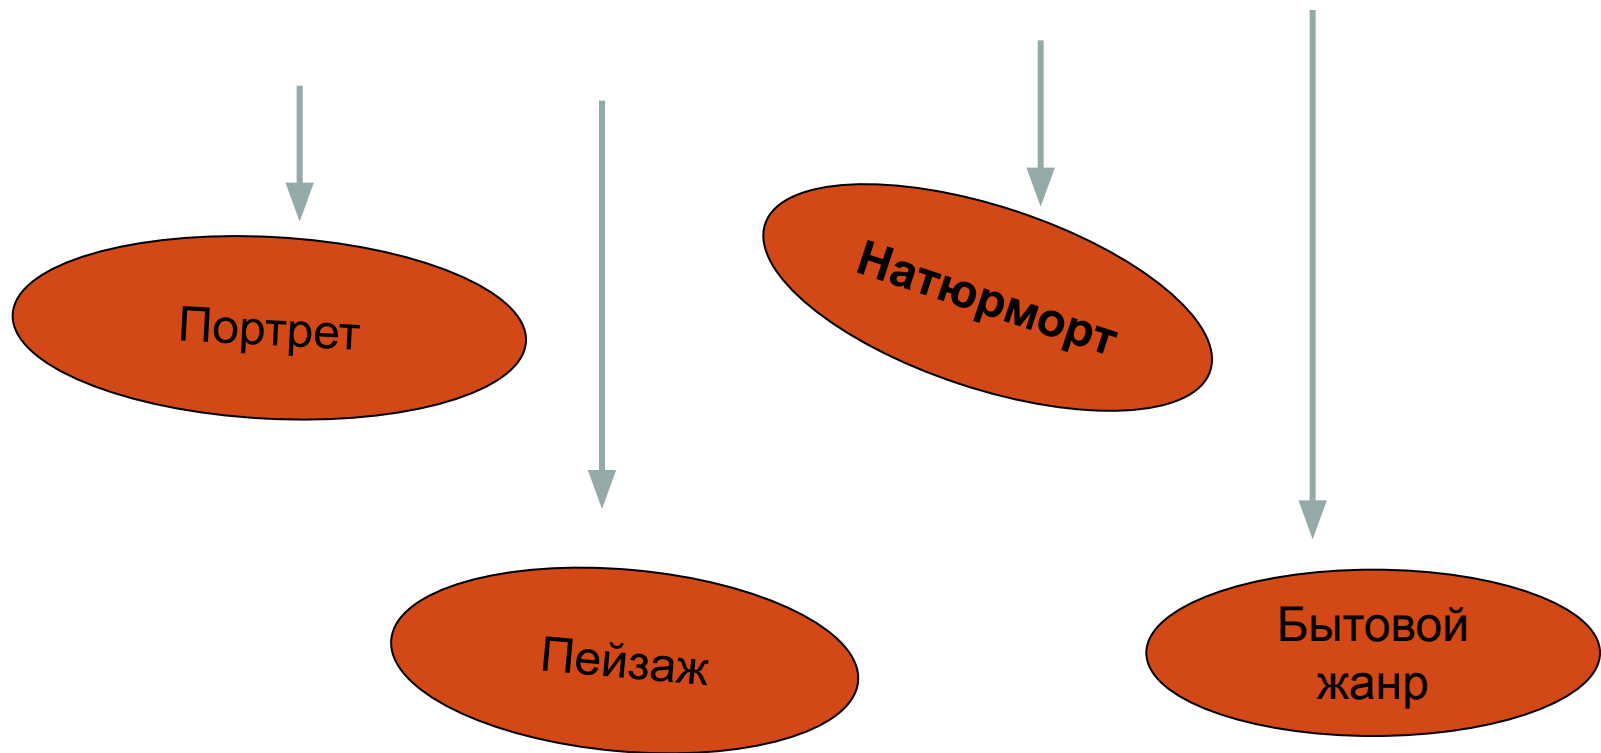 Портрет
Натюрморт
Пейзаж
Бытовой
жанр